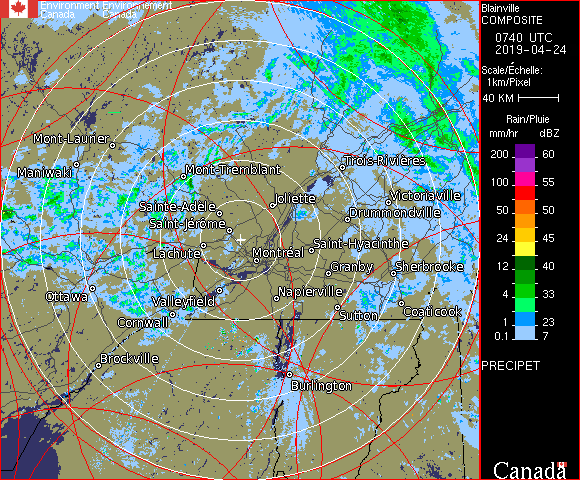 Environment Environnement
Canada Canada
Blainville
COMPOSITE
0740 UTC
2019-04-24
Scale/Échelle:
1km/Pixel
40 KM
Rain/Pluie
mm/hr dBZ
200 60
100 55
50 50
24 45
12 40
4 33
1 23
0.1 7
PRECIPET
Canada
Mont-Laurier
Maniwaki
Mont-Tremblant
Trois-Rivières
Sainte-Adèle
Joliette
Victoriaville
Drummondville
Saint-Jérôme
Lachute
Montréal
Saint-Hyacinthe
Granby
Sherbrooke
Ottawa
Valleyfield
Napierville
Cornwall
Sutton
Coaticook
Brockville
Burlington